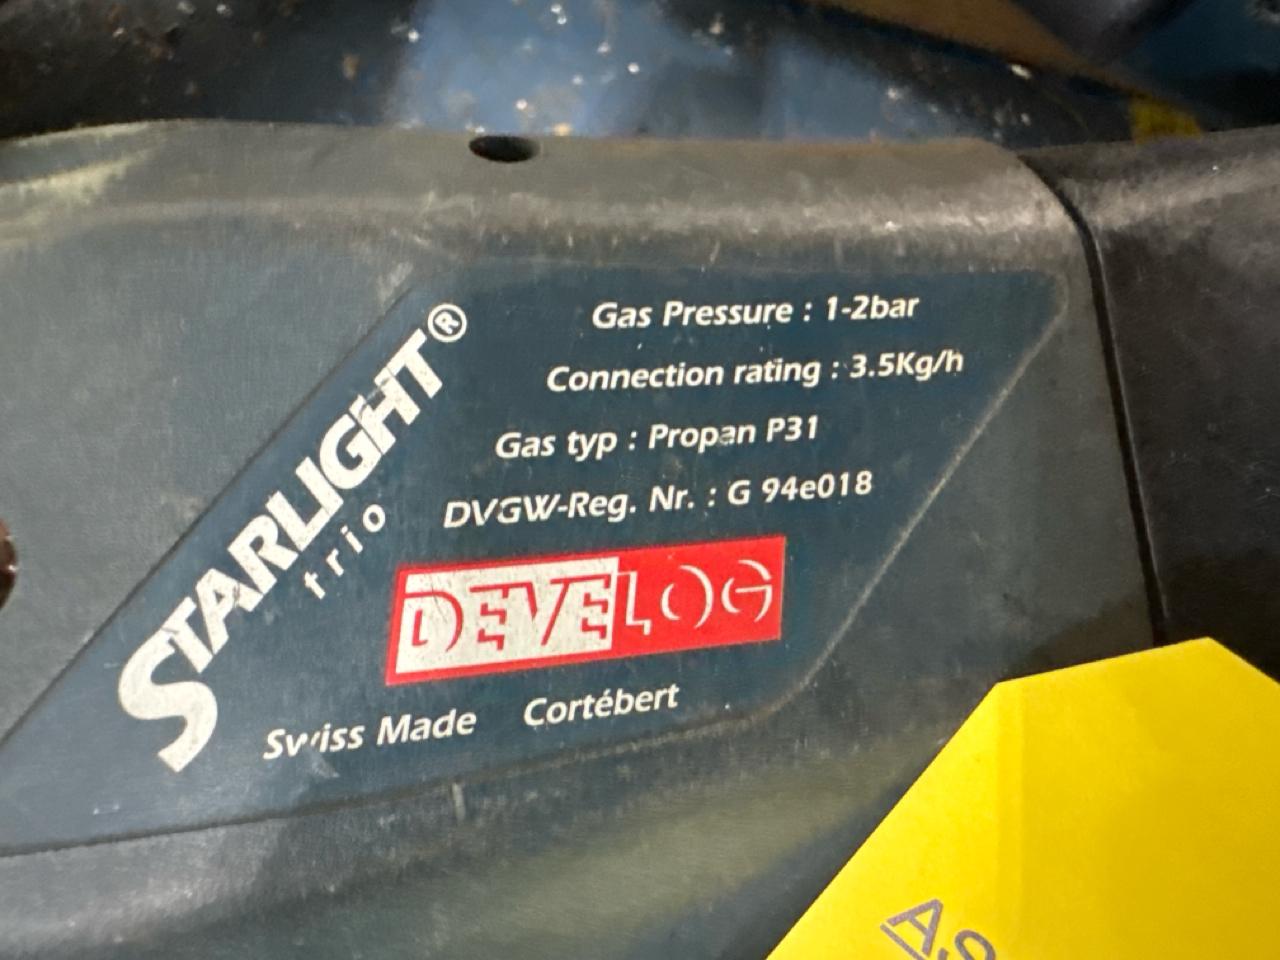 STARLIGHT®
trio
Gas Pressure : 1-2bar
Connection rating : 3.5Kg/h
Gas typ : Propan P31
DVGW-Reg. Nr. : G 94e018
DEVELOG
Swiss Made Cortébert